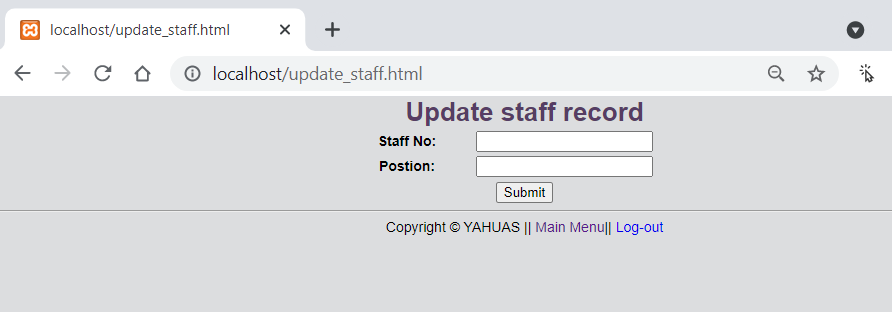 localhost/update_staff.html
localhost/update_staff.html
Update staff record
Staff No:
Postion:
Submit
Copyright © YAHUAS || Main Menu|| Log-out